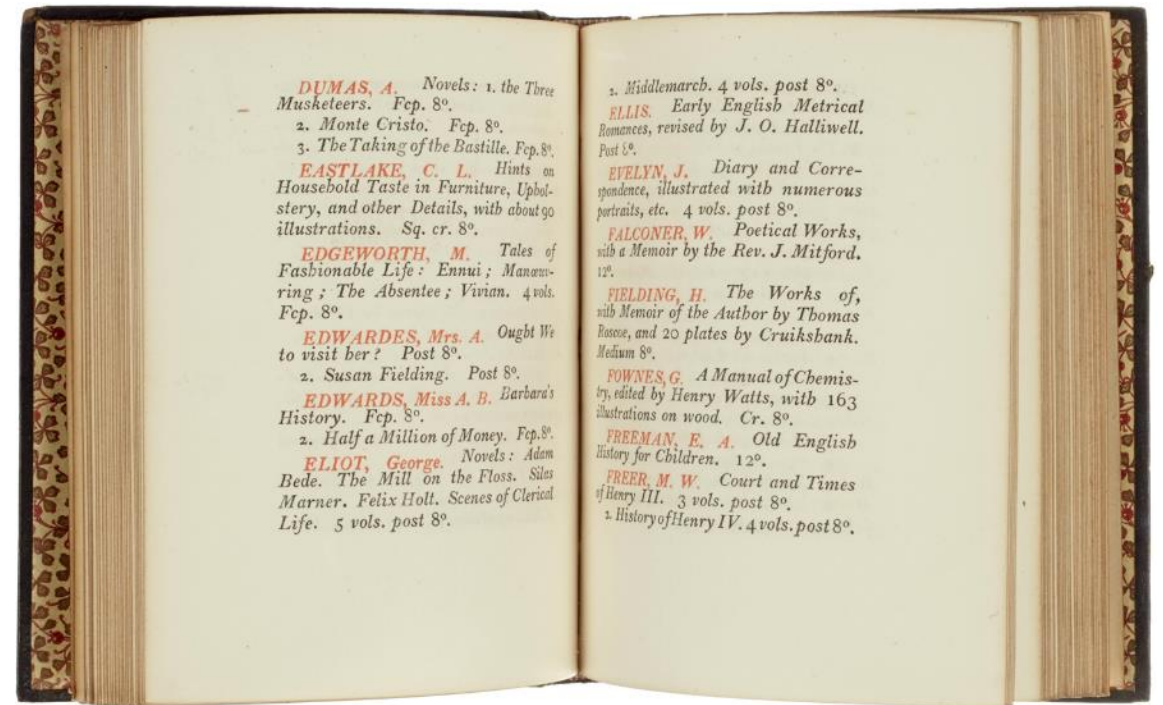 DUMAS, A. Novels: 1. the Three
Musketeers. Fcp. 8º.
2. Monte Cristo. Fcp. 8º.
3. The Taking of the Bastille. Fcp. 8º.
EASTLAKE, C. L. Hints on
Household Taste in Furniture, Uphol-
stery, and other Details, with about 90
illustrations. Sq. cr. 8º.
EDGEWORTH, M. Tales of
Fashionable Life: Ennui; Manœuv-
ring; The Absentee; Vivian. 4 vols.
Fcp. 8º.
EDWARDES, Mrs. A. Ought We
to visit her? Post 8º.
2. Susan Fielding. Post 8º.
EDWARDS, Miss A. B. Barbara's
History. Fcp. 8º.
2. Half a Million of Money. Fcp. 8º.
ELIOT, George. Novels: Adam
Bede. The Mill on the Floss. Silas
Marner. Felix Holt. Scenes of Clerical
Life. 5 vols. post 8º.
2. Middlemarch. 4 vols. post 8º.
ELLIS. Early English Metrical
Romances, revised by J. O. Halliwell.
Post 8º.
EVELYN, J. Diary and Corre-
spondence, illustrated with numerous
portraits, etc. 4 vols. post 8º.
FALCONER, W. Poetical Works,
with a Memoir by the Rev. J. Mitford.
12º.
FIELDING, H. The Works of,
with Memoir of the Author by Thomas
Roscoe, and 20 plates by Cruikshank.
Medium 8º.
FOWNES, G. A Manual of Chemis-
try, edited by Henry Watts, with 163
illustrations on wood. Cr. 8º.
FREEMAN, E. A. Old English
History for Children. 12º.
FREER, M. W. Court and Times
of Henry III. 3 vols. post 8º.
2. History of Henry IV. 4 vols. post 8º.